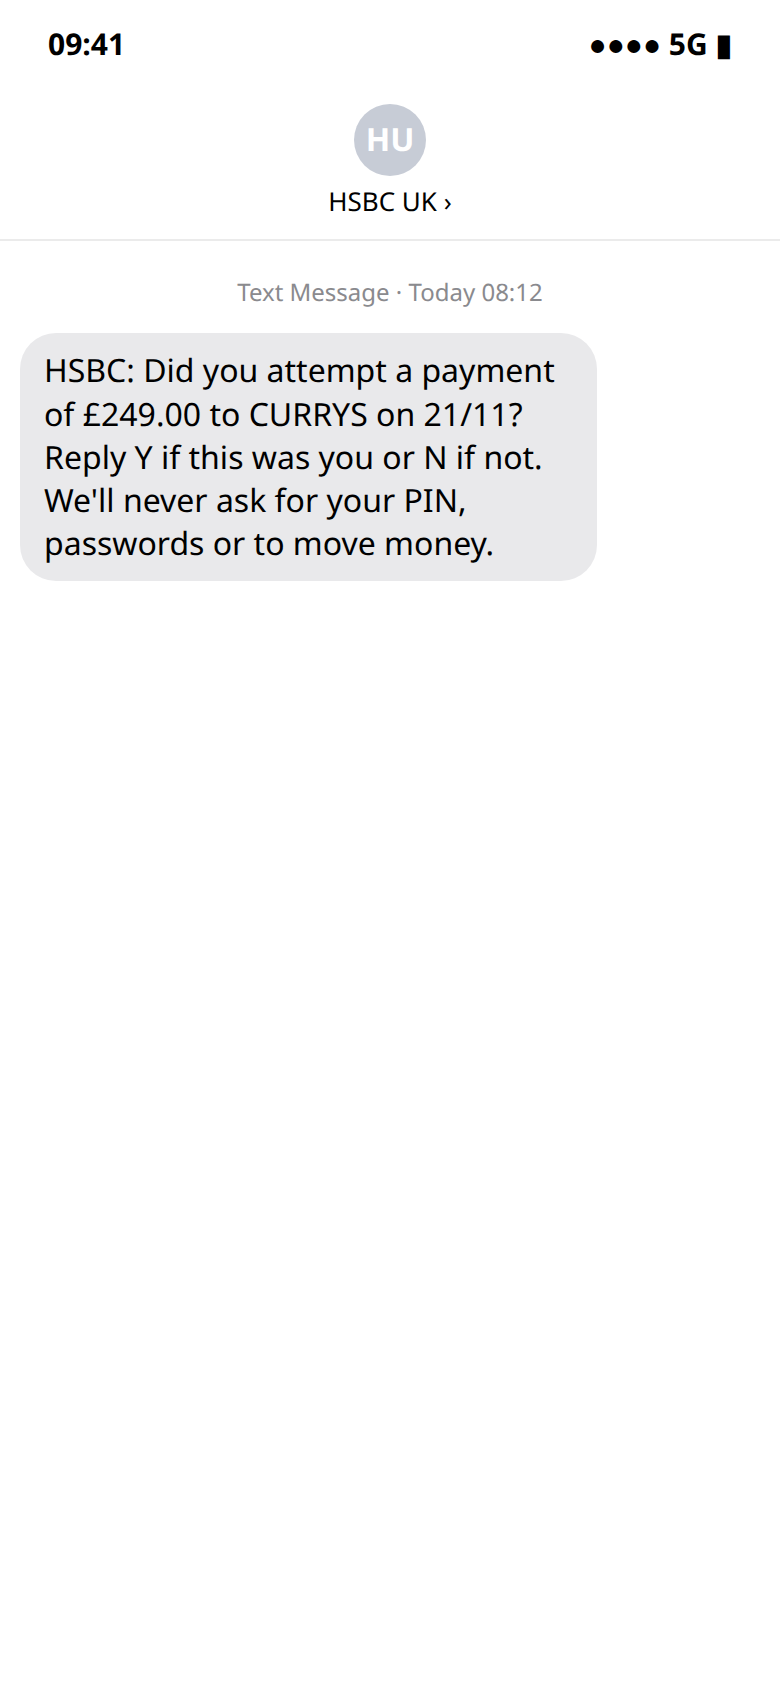 09:41 ●●●● 5G ▮
HU
HSBC UK ›
Text Message · Today 08:12
HSBC: Did you attempt a payment
of £249.00 to CURRYS on 21/11?
Reply Y if this was you or N if not.
We'll never ask for your PIN,
passwords or to move money.